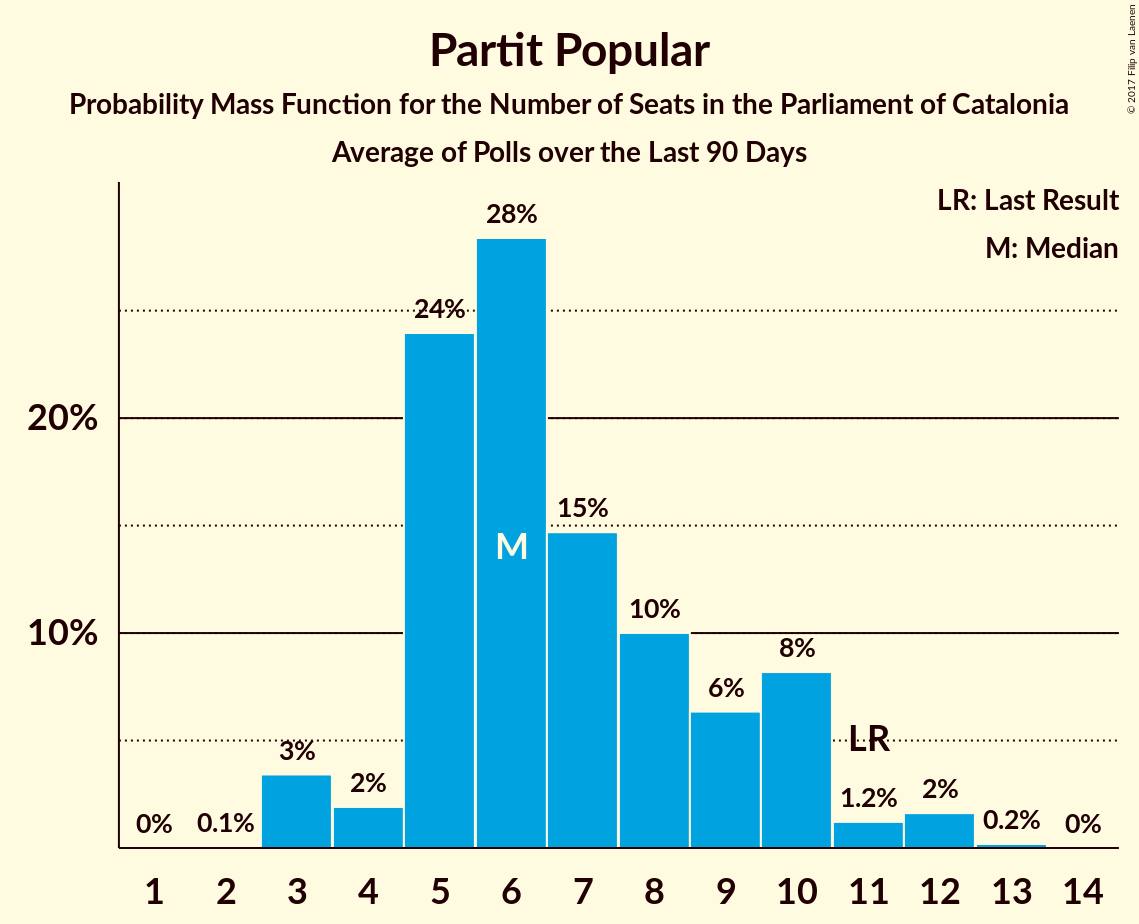 Partit Popular
Probability Mass Function for the Number of Seats in the Parliament of Catalonia
Average of Polls over the Last 90 Days
© 2017 Filip van Laenen
LR: Last Result
M: Median
28%
24%
20%
15%
M
10%
10%
8%
6%
LR
3%
2%
2%
1.2%
0%
0.1%
0.2%
0%
1 2 3 4 5 6 7 8 9 10 11 12 13 14